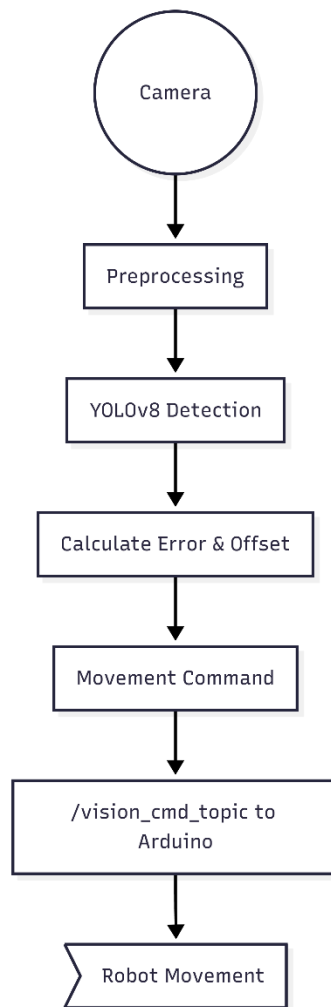 Camera
Preprocessing
YOLOv8 Detection
Calculate Error & Offset
Movement Command
/vision_cmd_topic to
Arduino
Robot Movement